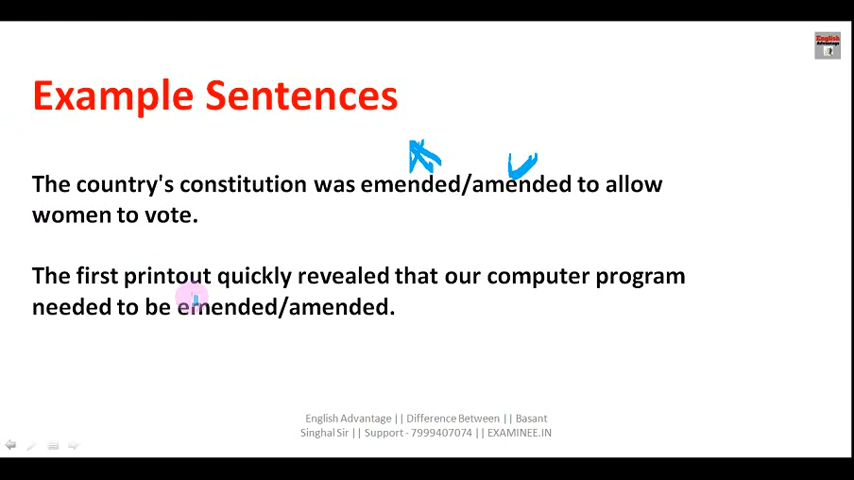 English
Advantage
Example Sentences
The country's constitution was emended/amended to allow
women to vote.
The first printout quickly revealed that our computer program
needed to be emended/amended.
English Advantage || Difference Between || Basant
Singhal Sir || Support - 7999407074 || EXAMINEE.IN